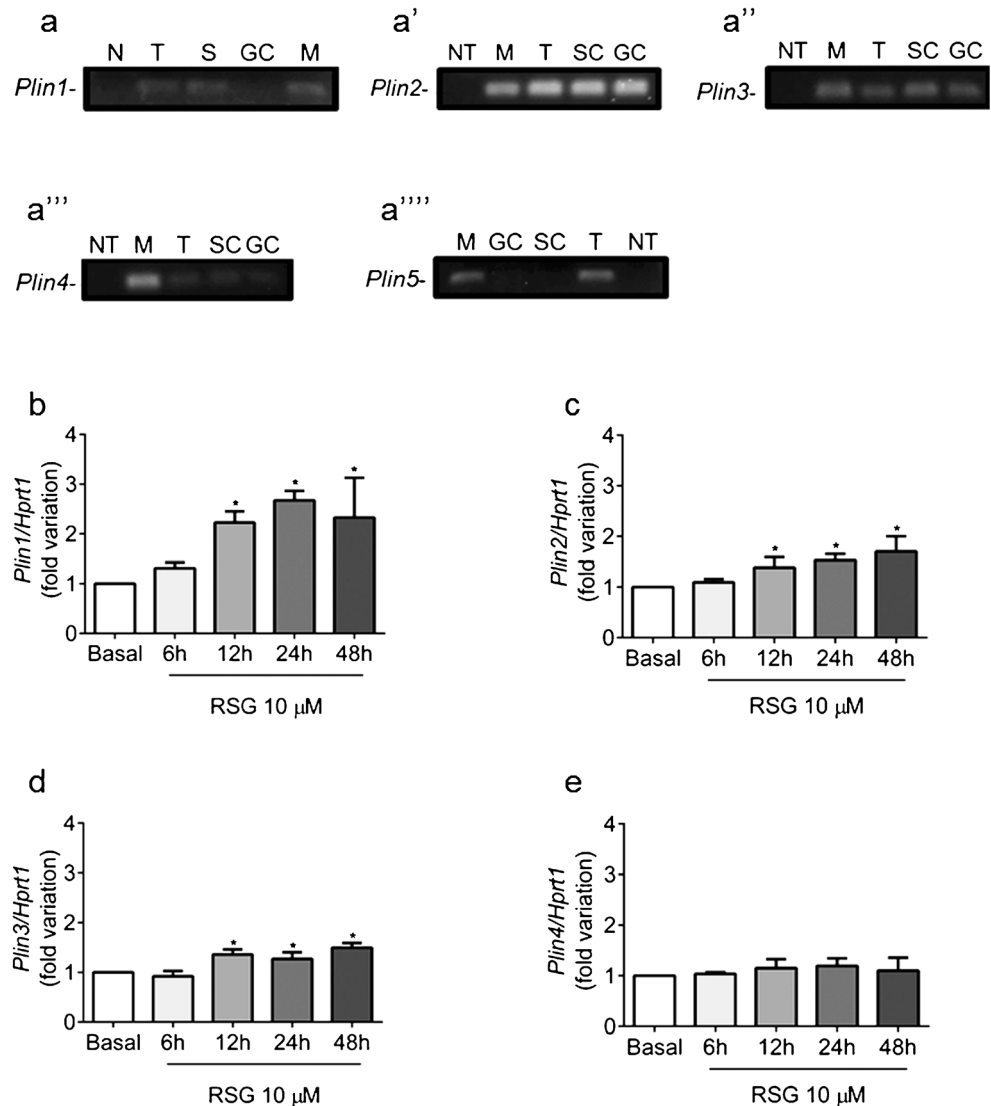 a
N T S GC M
Plin1-
a'
NT M T SC GC
Plin2-
a''
NT M T SC GC
Plin3-
a'''
NT M T SC GC
Plin4-
a''''
M GC SC T NT
Plin5-
b
Plin1/Hprt1
(fold variation)
4
3
2
1
0
* * *
Basal 6h 12h 24h 48h
RSG 10 µM
c
Plin2/Hprt1
(fold variation)
4
3
2
1
0
* * *
Basal 6h 12h 24h 48h
RSG 10 µM
d
Plin3/Hprt1
(fold variation)
4
3
2
1
0
* * *
Basal 6h 12h 24h 48h
RSG 10 µM
e
Plin4/Hprt1
(fold variation)
4
3
2
1
0
Basal 6h 12h 24h 48h
RSG 10 µM